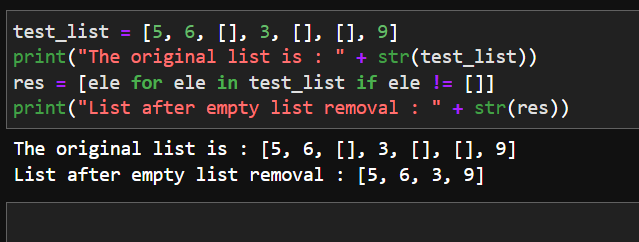 test_list = [5, 6, [], 3, [], [], 9]
print("The original list is : " + str(test_list))
res = [ele for ele in test_list if ele != []]
print("List after empty list removal : " + str(res))
The original list is : [5, 6, [], 3, [], [], 9]
List after empty list removal : [5, 6, 3, 9]